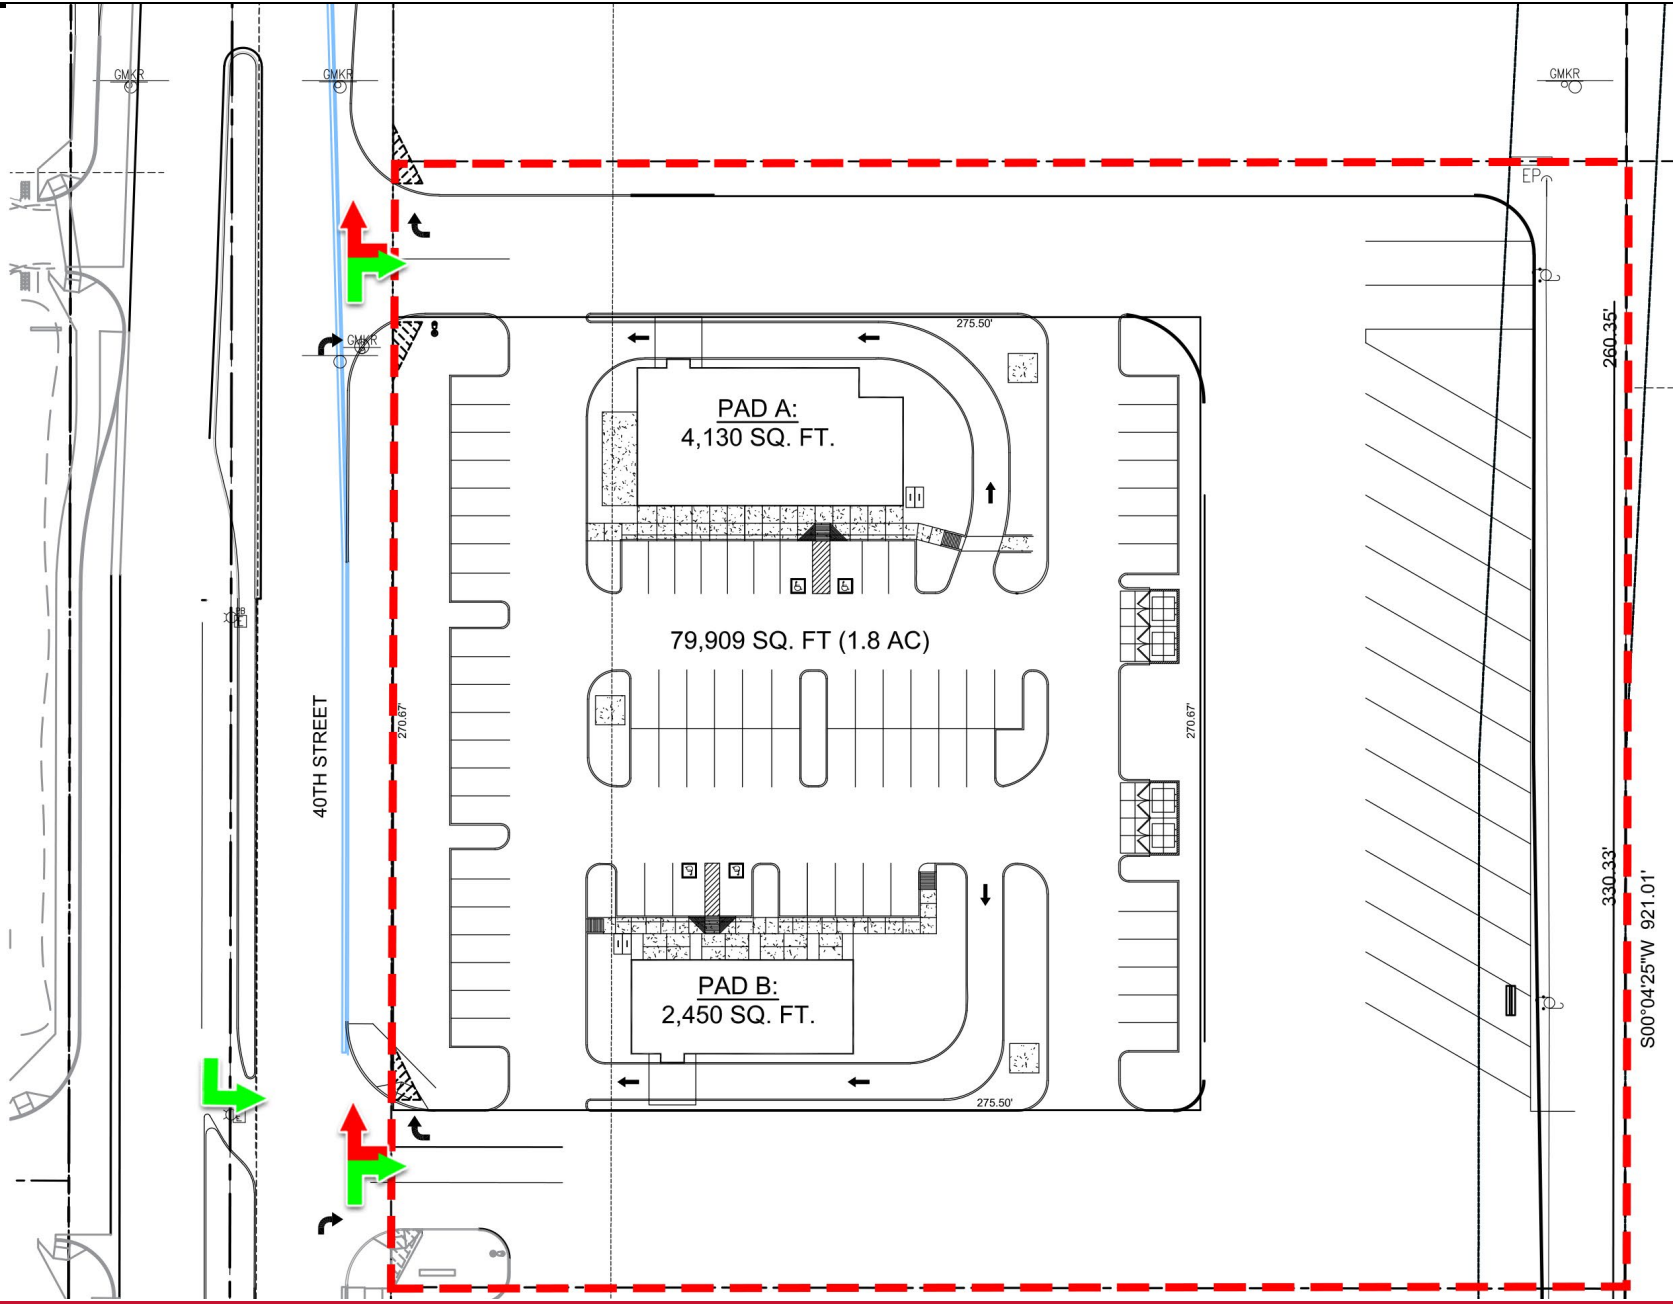 GMKR
GMKR
GMKR
EP
GMKR
275.50'
260.35'
PAD A:
4,130 SQ. FT.
79,909 SQ. FT (1.8 AC)
40TH STREET
270.67'
270.67'
330.33'
S00°04'25"W 921.01'
PAD B:
2,450 SQ. FT.
275.50'